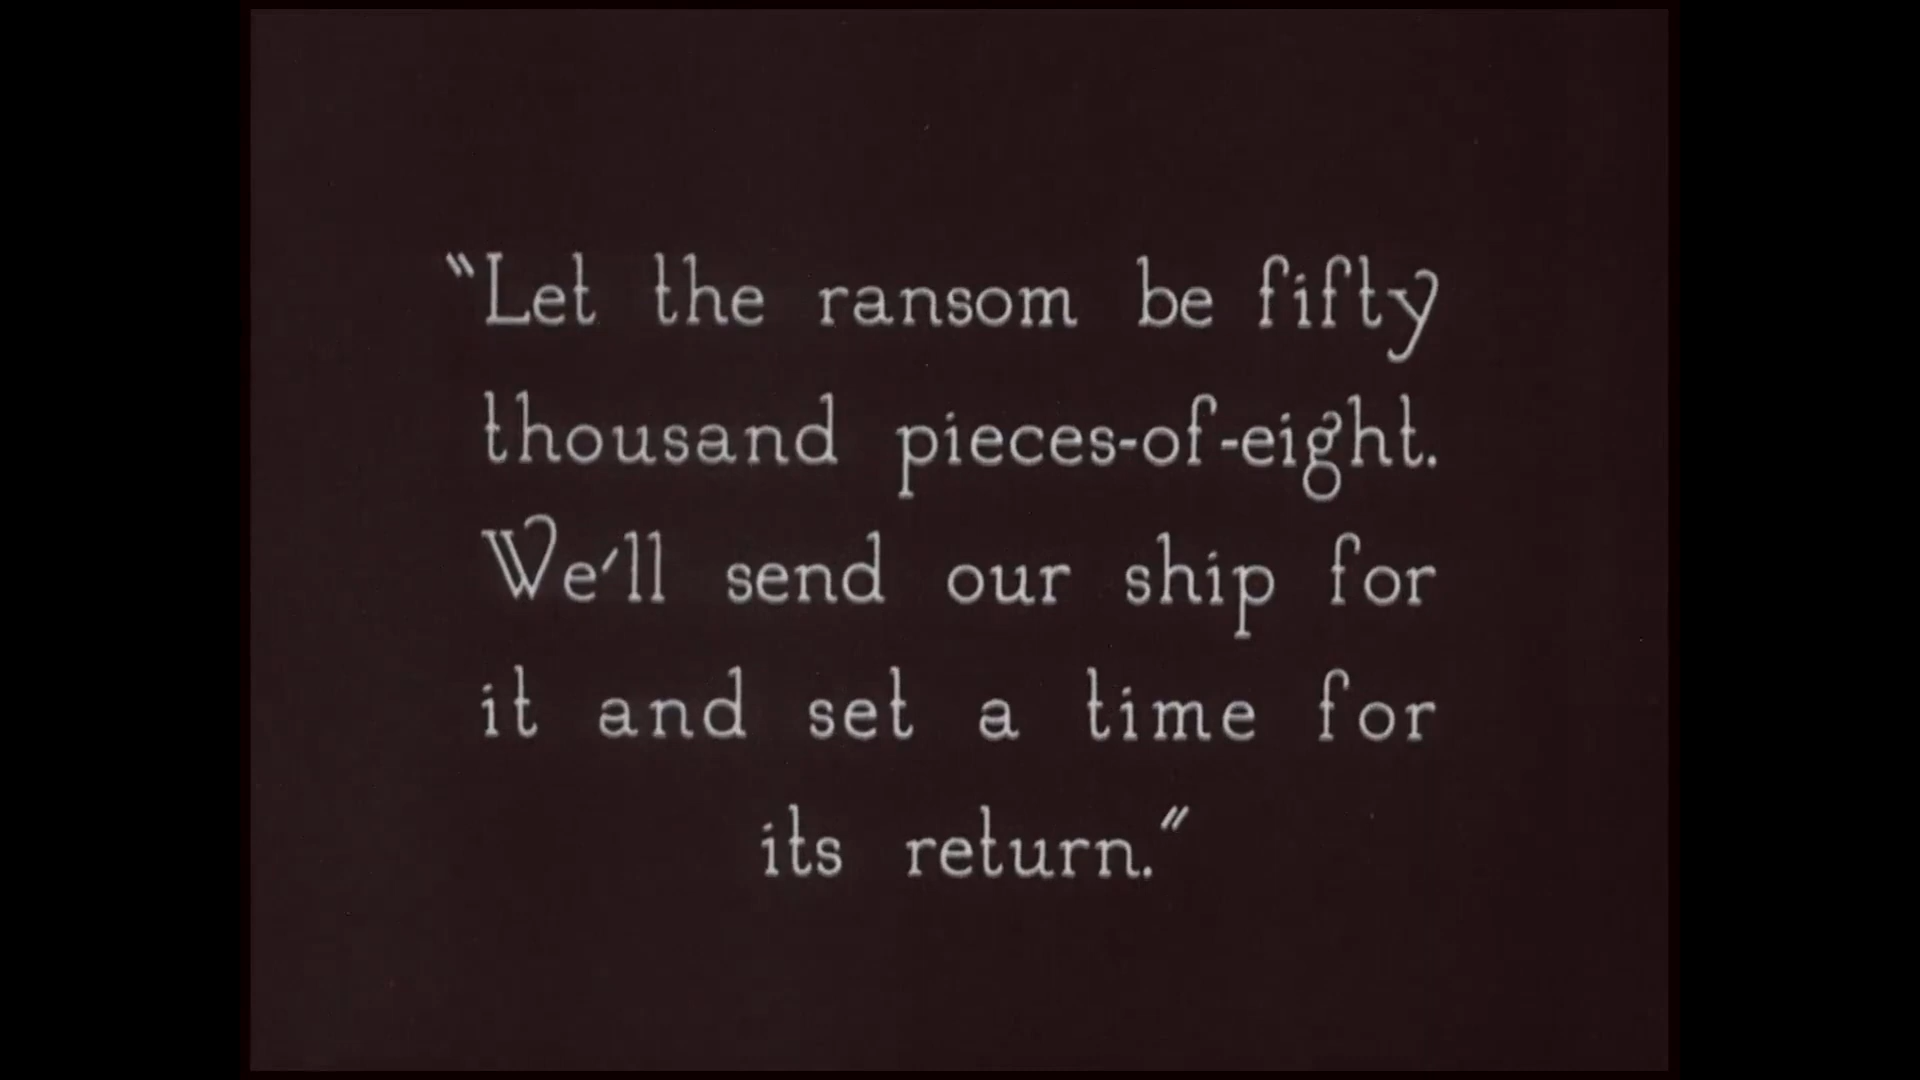 "Let the ransom be fifty
thousand pieces-of-eight.
We'll send our ship for
it and set a time for
its return."